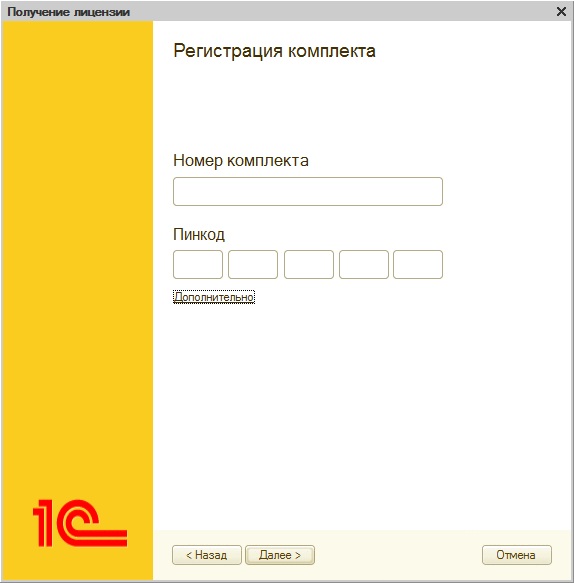 Получение лицензии
Регистрация комплекта
Номер комплекта
Пинкод
Дополнительно
1С
< Назад
Далее >
Отмена